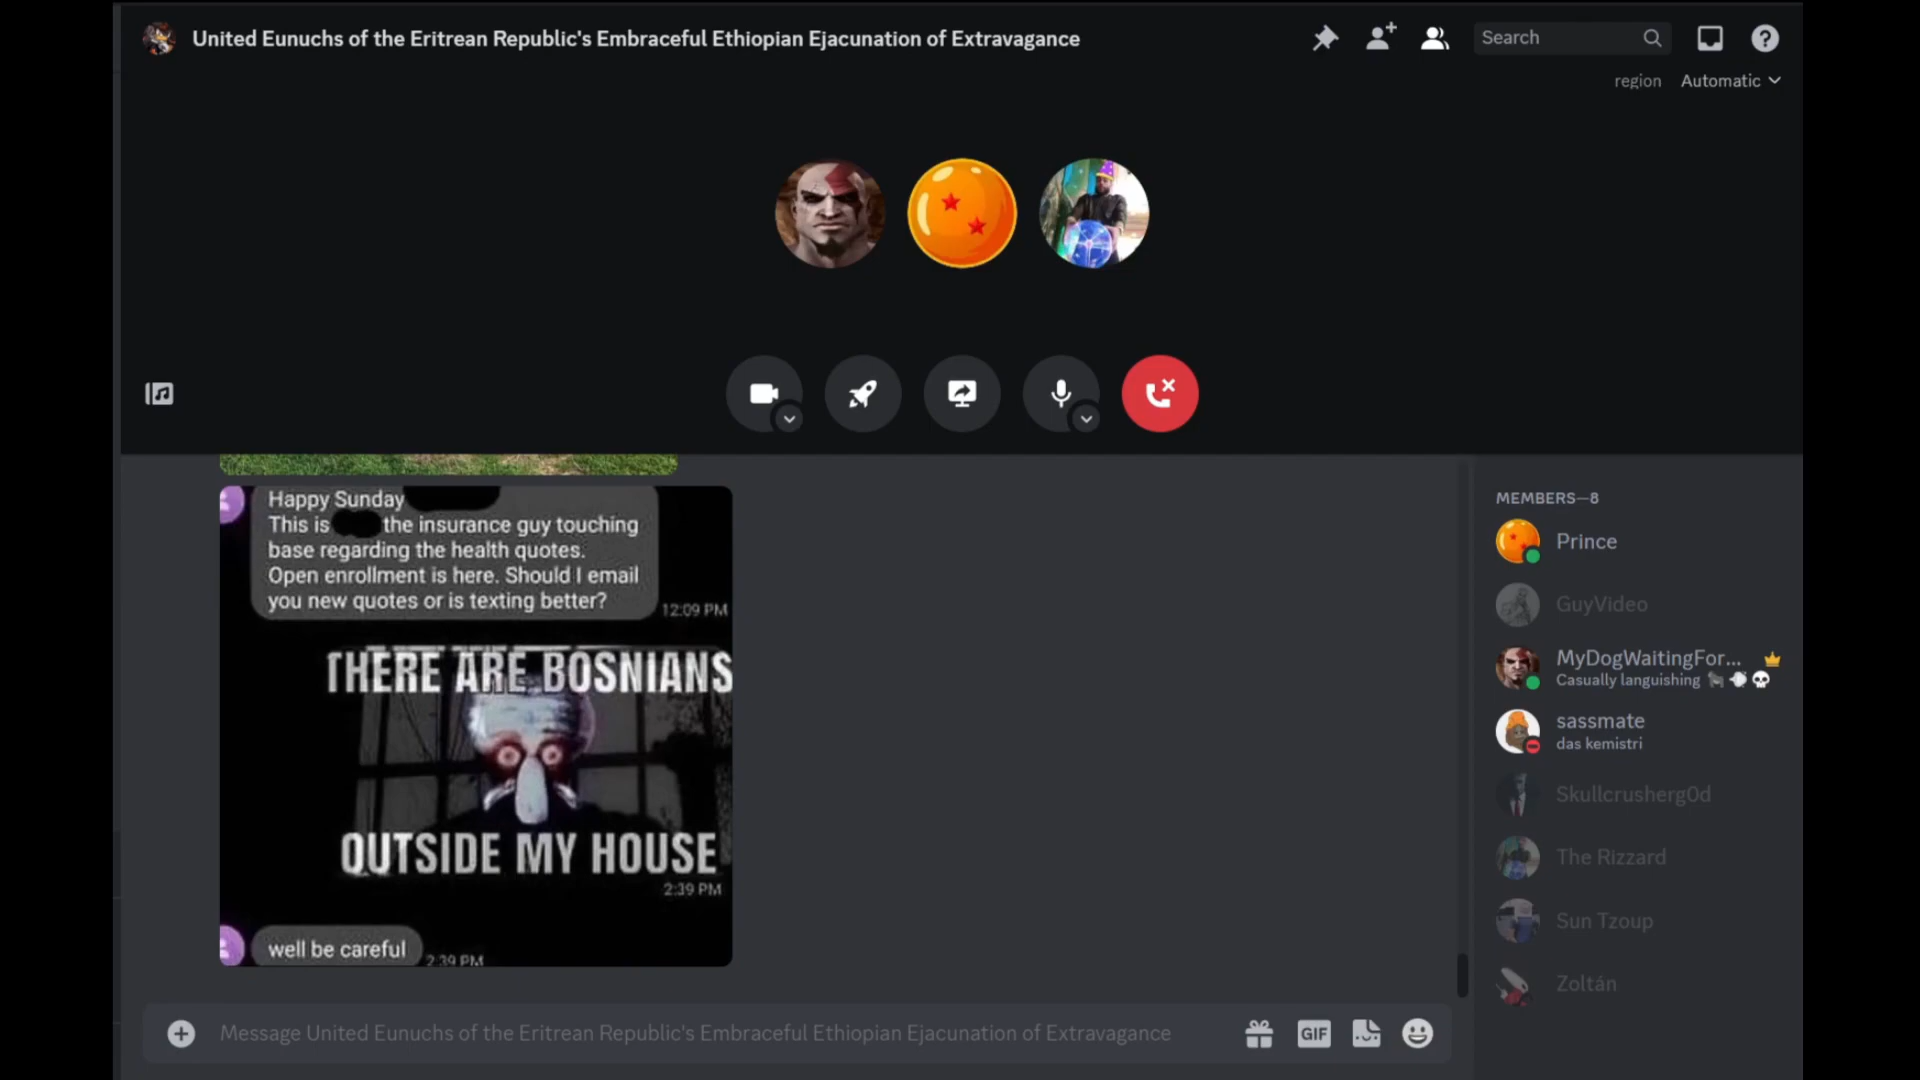 United Eunuchs of the Eritrean Republic's Embraceful Ethiopian Ejacunation of Extravagance
Search
region Automatic
Happy Sunday
This is the insurance guy touching
base regarding the health quotes.
Open enrollment is here. Should I email
you new quotes or is texting better?
12:09 PM
THERE ARE BOSNIANS
OUTSIDE MY HOUSE
2:39 PM
well be careful
2:39 PM
Message United Eunuchs of the Eritrean Republic's Embraceful Ethiopian Ejacunation of Extravagance
GIF
MEMBERS—8
Prince
GuyVideo
MyDogWaitingFor...
Casually languishing
sassmate
das kemistri
Skullcrusherg0d
The Rizzard
Sun Tzoup
Zoltán